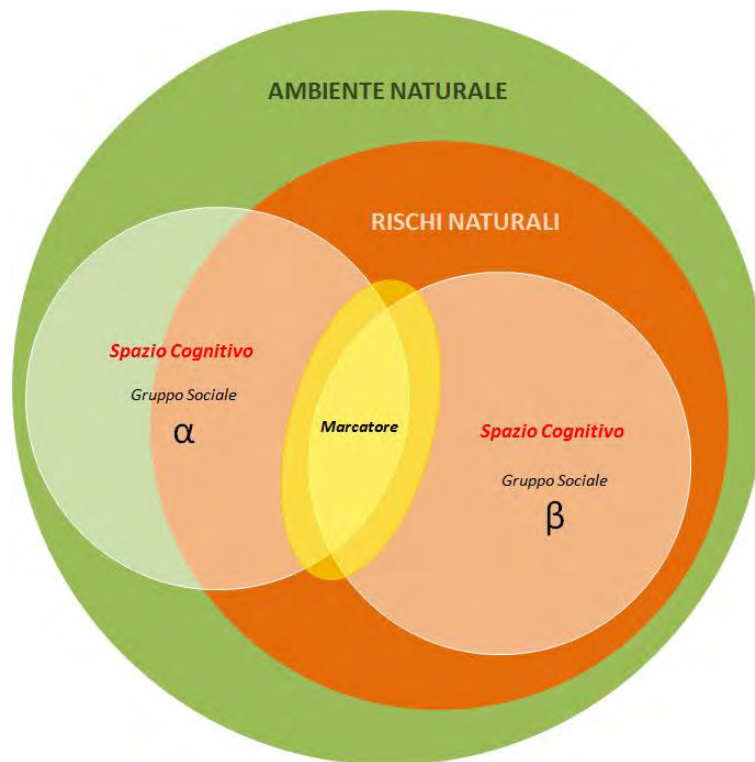 AMBIENTE NATURALE
RISCHI NATURALI
Spazio Cognitivo
Gruppo Sociale
α
Marcatore
Spazio Cognitivo
Gruppo Sociale
β